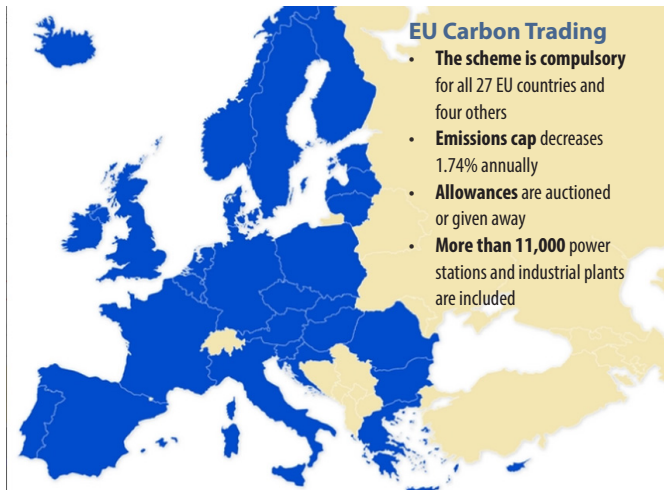 EU Carbon Trading
• The scheme is compulsory
for all 27 EU countries and
four others
• Emissions cap decreases
1.74% annually
• Allowances are auctioned
or given away
• More than 11,000 power
stations and industrial plants
are included